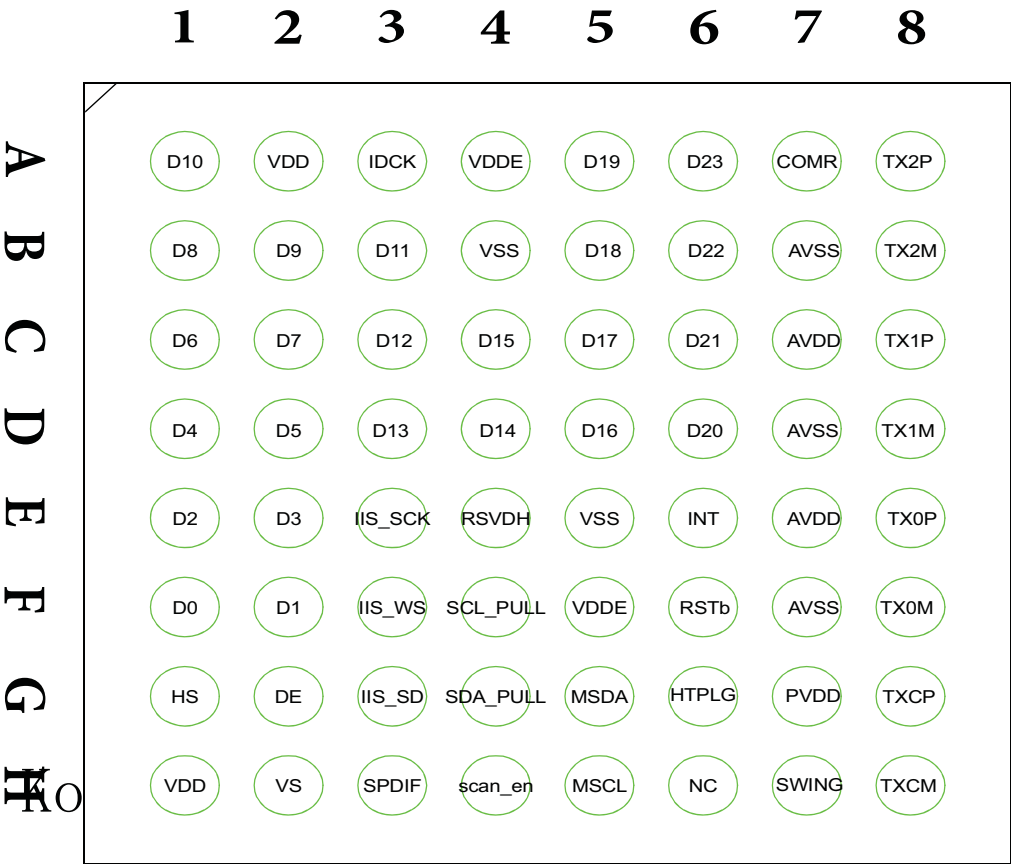 1 2 3 4 5 6 7 8
A D10 VDD IDCK VDDE D19 D23 COMR TX2P
B D8 D9 D11 VSS D18 D22 AVSS TX2M
C D6 D7 D12 D15 D17 D21 AVDD TX1P
D D4 D5 D13 D14 D16 D20 AVSS TX1M
E D2 D3 IIS_SCK RSVDH VSS INT AVDD TX0P
F D0 D1 IIS_WS SCL_PULL VDDE RSTb AVSS TX0M
G HS DE IIS_SD SDA_PULL MSDA HTPLG PVDD TXCP
H VDD VS SPDIF scan_en MSCL NC SWING TXCM